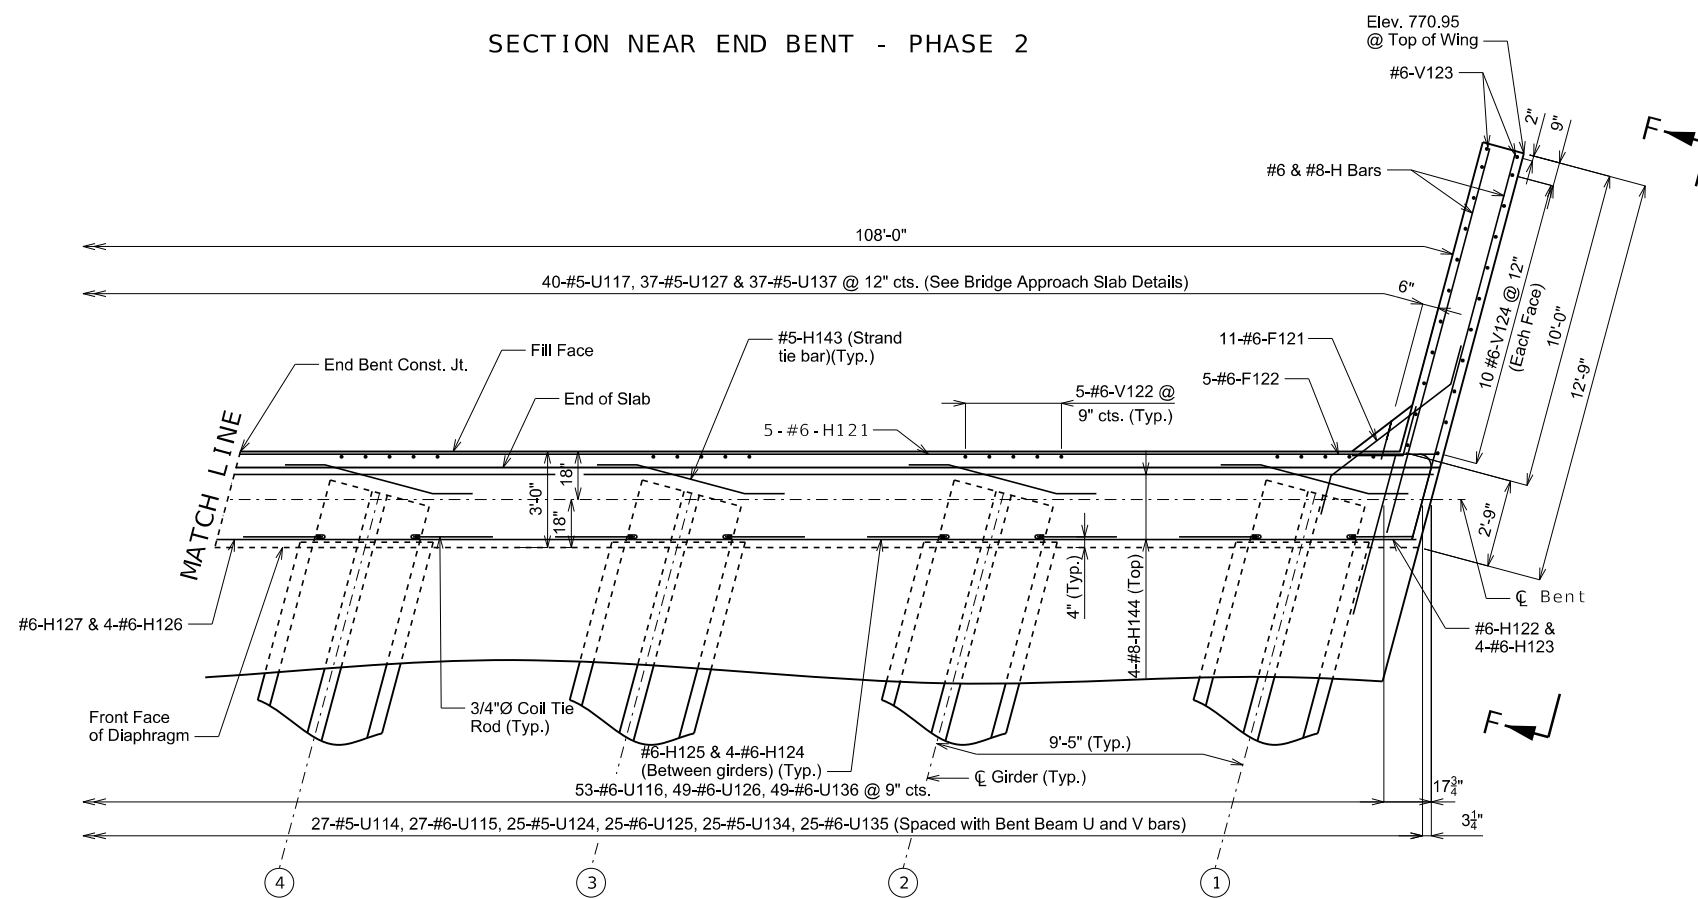 SECTION NEAR END BENT - PHASE 2
Elev. 770.95
@ Top of Wing
#6-V123
2"
9"
F
#6 & #8-H Bars
108'-0"
40-#5-U117, 37-#5-U127 & 37-#5-U137 @ 12" cts. (See Bridge Approach Slab Details)
6"
10 #6-V124 @ 12"
(Each Face)
10'-0"
12'-9"
#5-H143 (Strand
tie bar)(Typ.)
11-#6-F121
Fill Face
End Bent Const. Jt.
5-#6-F122
5-#6-V122 @
9" cts. (Typ.)
End of Slab
5-#6-H121
MATCH LINE
3'-0"
18"
18"
2'-9"
4" (Typ.)
4-#8-H144 (Top)
℄ Bent
#6-H127 & 4-#6-H126
#6-H122 &
4-#6-H123
Front Face
of Diaphragm
3/4"Ø Coil Tie
Rod (Typ.)
F
#6-H125 & 4-#6-H124
(Between girders) (Typ.)
9'-5" (Typ.)
℄ Girder (Typ.)
53-#6-U116, 49-#6-U126, 49-#6-U136 @ 9" cts.
17¾"
27-#5-U114, 27-#6-U115, 25-#5-U124, 25-#6-U125, 25-#5-U134, 25-#6-U135 (Spaced with Bent Beam U and V bars)
3¼"
4
3
2
1